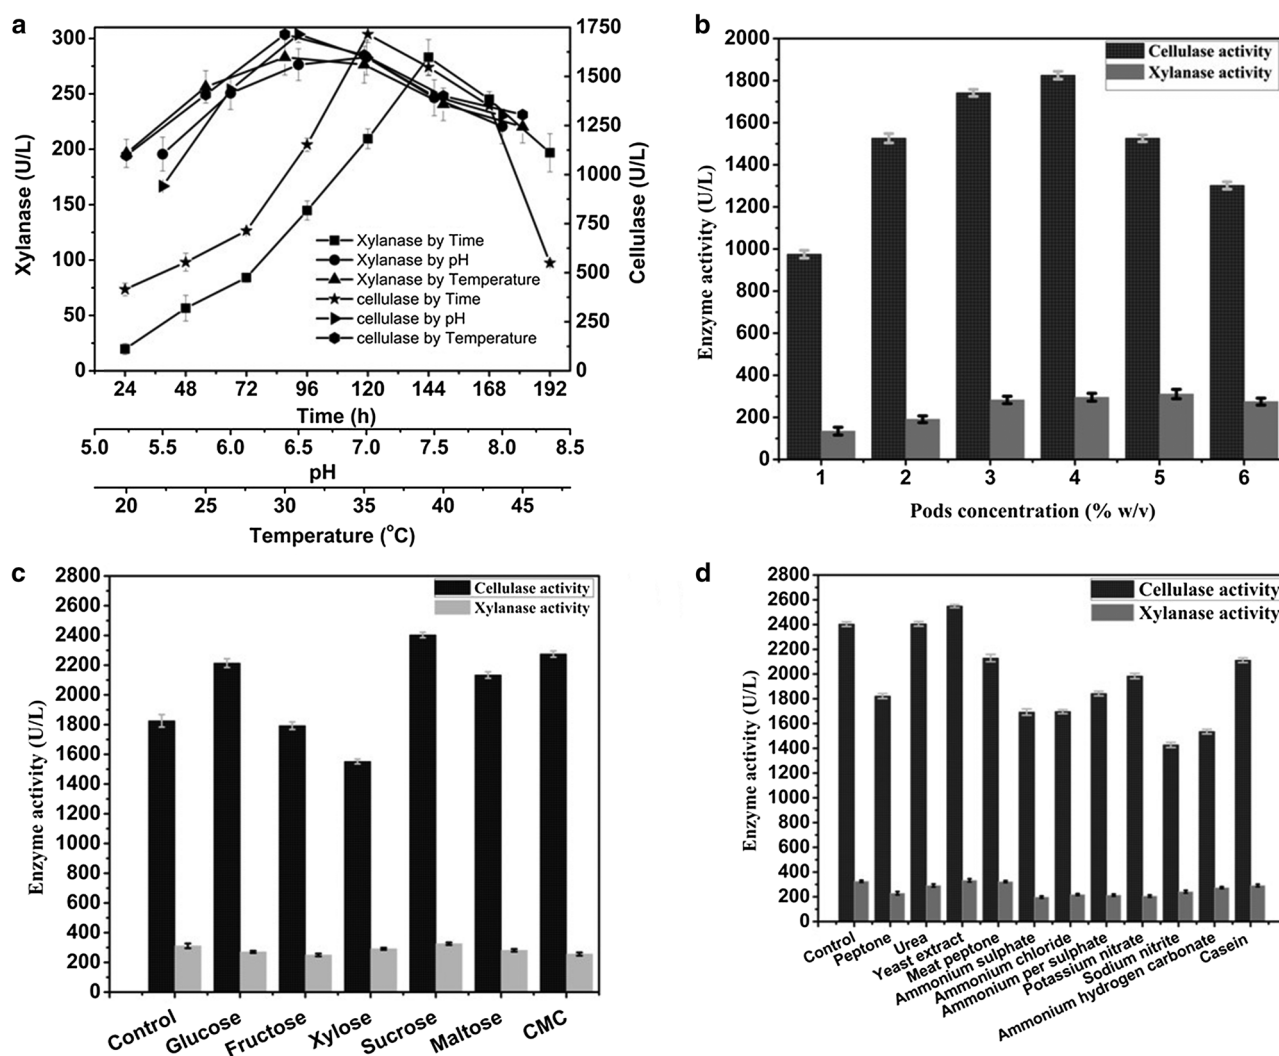 a
Xylanase (U/L)
300
250
200
150
100
50
0
1750
1500
1250
1000
750
500
250
0
Cellulase (U/L)
Xylanase by Time
Xylanase by pH
Xylanase by Temperature
cellulase by Time
cellulase by pH
cellulase by Temperature
24 48 72 96 120 144 168 192
Time (h)
5.0 5.5 6.0 6.5 7.0 7.5 8.0 8.5
pH
20 25 30 35 40 45
Temperature (°C)
b
Enzyme activity (U/L)
2000
1800
1600
1400
1200
1000
800
600
400
200
0
Cellulase activity
Xylanase activity
1 2 3 4 5 6
Pods concentration (% w/v)
c
Enzyme activity (U/L)
2800
2600
2400
2200
2000
1800
1600
1400
1200
1000
800
600
400
200
0
Cellulase activity
Xylanase activity
Control
Glucose
Fructose
Xylose
Sucrose
Maltose
CMC
d
Enzyme activity (U/L)
2800
2600
2400
2200
2000
1800
1600
1400
1200
1000
800
600
400
200
0
Cellulase activity
Xylanase activity
Control
Peptone
Urea
Yeast extract
Meat peptone
Ammonium sulphate
Ammonium chloride
Ammonium per sulphate
Potassium nitrate
Sodium nitrite
Ammonium hydrogen carbonate
Casein